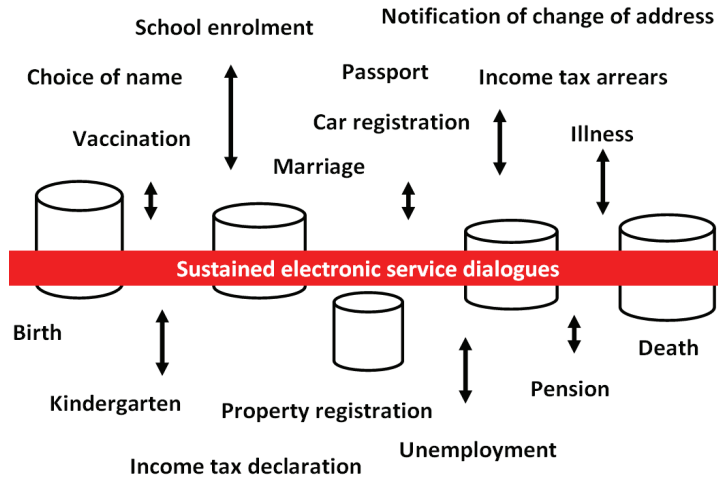 Notification of change of address
School enrolment
Choice of name
Passport
Income tax arrears
Vaccination
Car registration
Illness
Marriage
Sustained electronic service dialogues
Birth
Death
Kindergarten
Pension
Property registration
Unemployment
Income tax declaration